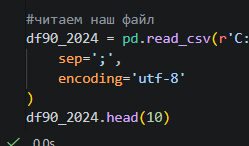 #читаем наш файл
df90_2024 = pd.read_csv(r'C:
sep=';',
encoding='utf-8'
)
df90_2024.head(10)
0.0s